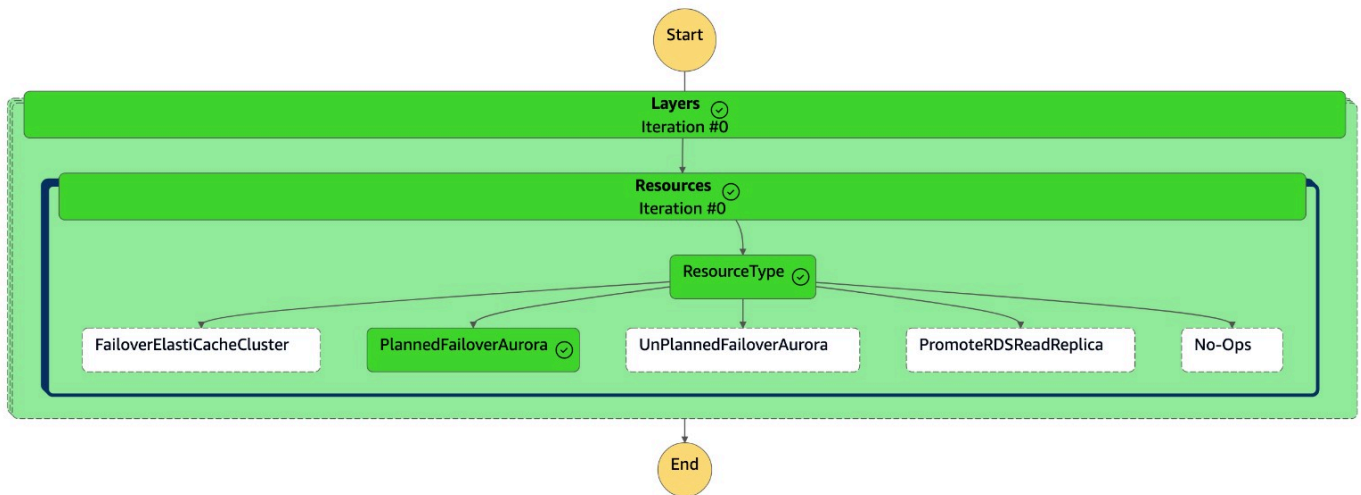 Start
Layers
Iteration #0
Resources
Iteration #0
ResourceType
FailoverElastiCacheCluster
PlannedFailoverAurora
UnPlannedFailoverAurora
PromoteRDSReadReplica
No-Ops
End